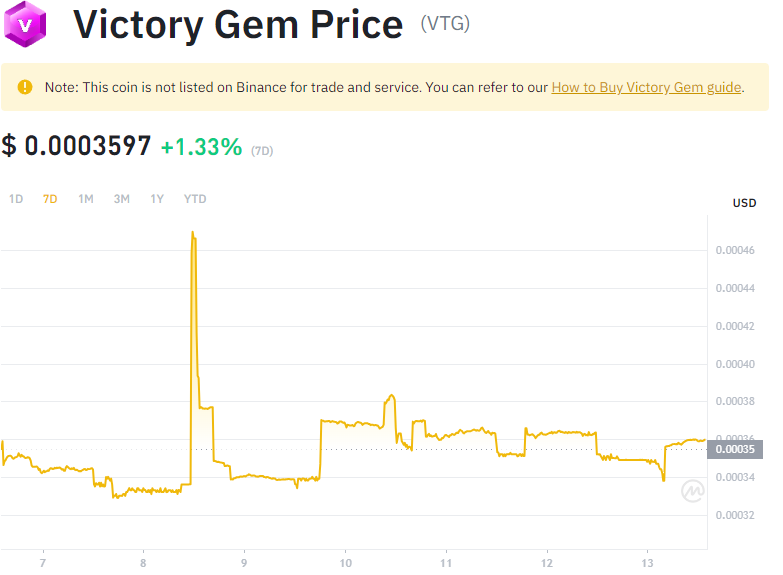 V
Victory Gem Price (VTG)
Note: This coin is not listed on Binance for trade and service. You can refer to our How to Buy Victory Gem guide.
$ 0.0003597 +1.33% (7D)
1D 7D 1M 3M 1Y YTD
USD
0.00046
0.00044
0.00042
0.00040
0.00038
0.00036
0.00035
0.00034
0.00032
7 8 9 10 11 12 13